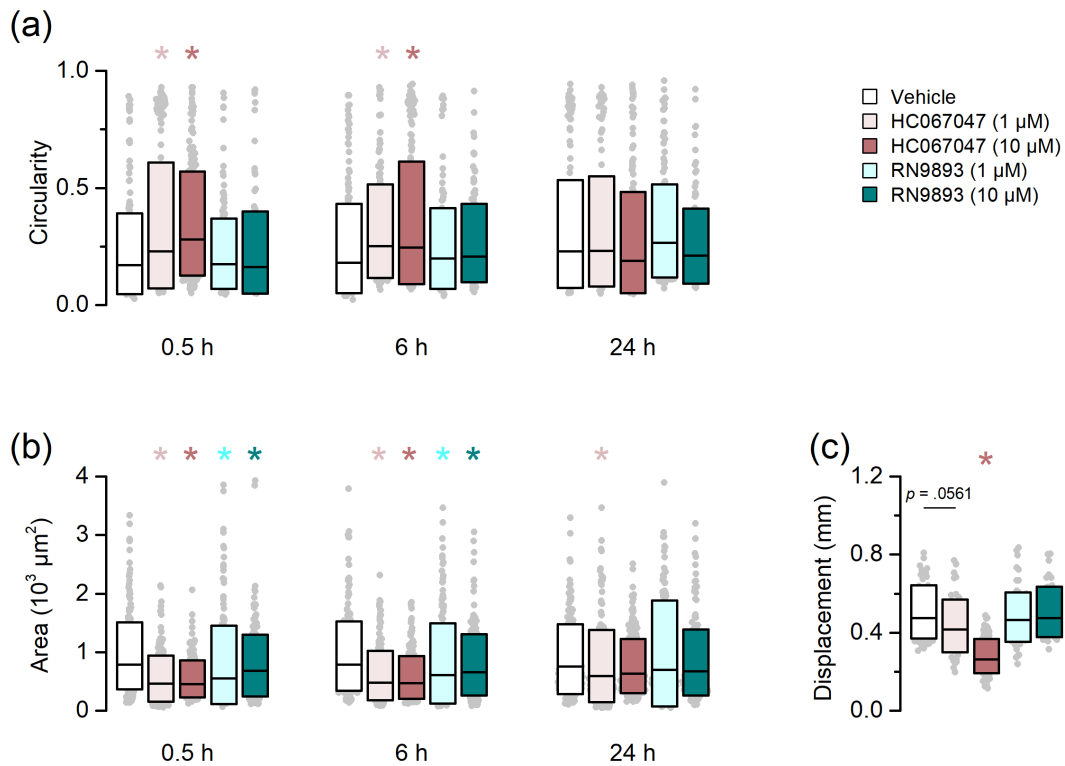 (a)
* * * *
1.0
0.5
0.0
Circularity
0.5 h 6 h 24 h
Vehicle
HC067047 (1 µM)
HC067047 (10 µM)
RN9893 (1 µM)
RN9893 (10 µM)
(b)
* * * * * * * * *
4
3
2
1
0
Area (10³ µm²)
0.5 h 6 h 24 h
(c)
*
1.2
p = .0561
0.8
0.4
0.0
Displacement (mm)